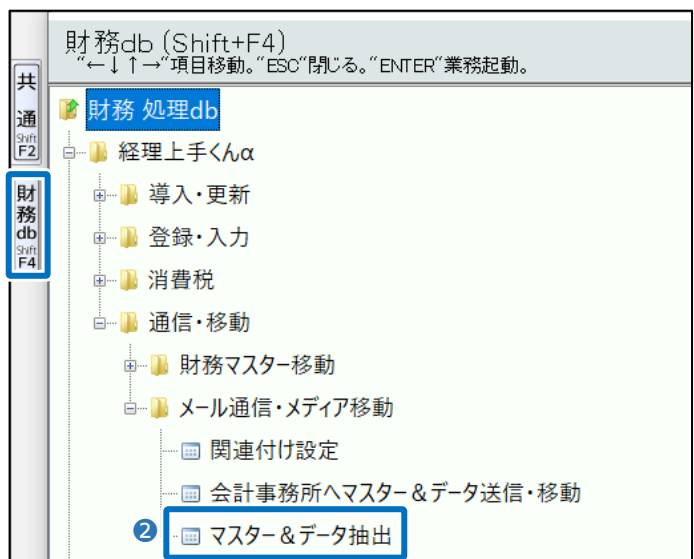 財務db (Shift+F4)
“←↓↑→”項目移動。“ESC”閉じる。“ENTER”業務起動。
共通
Shift
F2
財務db
Shift
F4
財務 処理db
経理上手くんα
導入・更新
登録・入力
消費税
通信・移動
財務マスター移動
メール通信・メディア移動
関連付け設定
会計事務所へマスター&データ送信・移動
❷ マスター&データ抽出